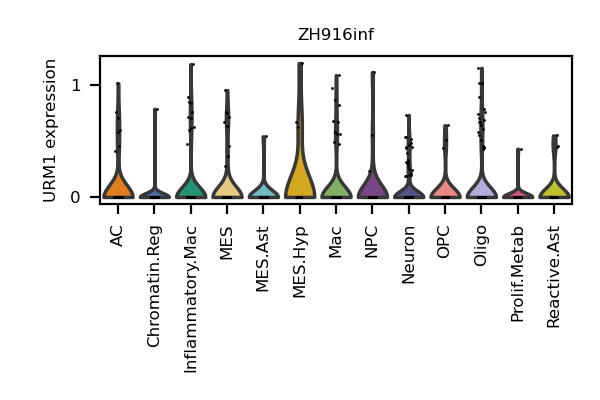 ZH916inf
URM1 expression
1
0
AC
Chromatin.Reg
Inflammatory.Mac
MES
MES.Ast
MES.Hyp
Mac
NPC
Neuron
OPC
Oligo
Prolif.Metab
Reactive.Ast